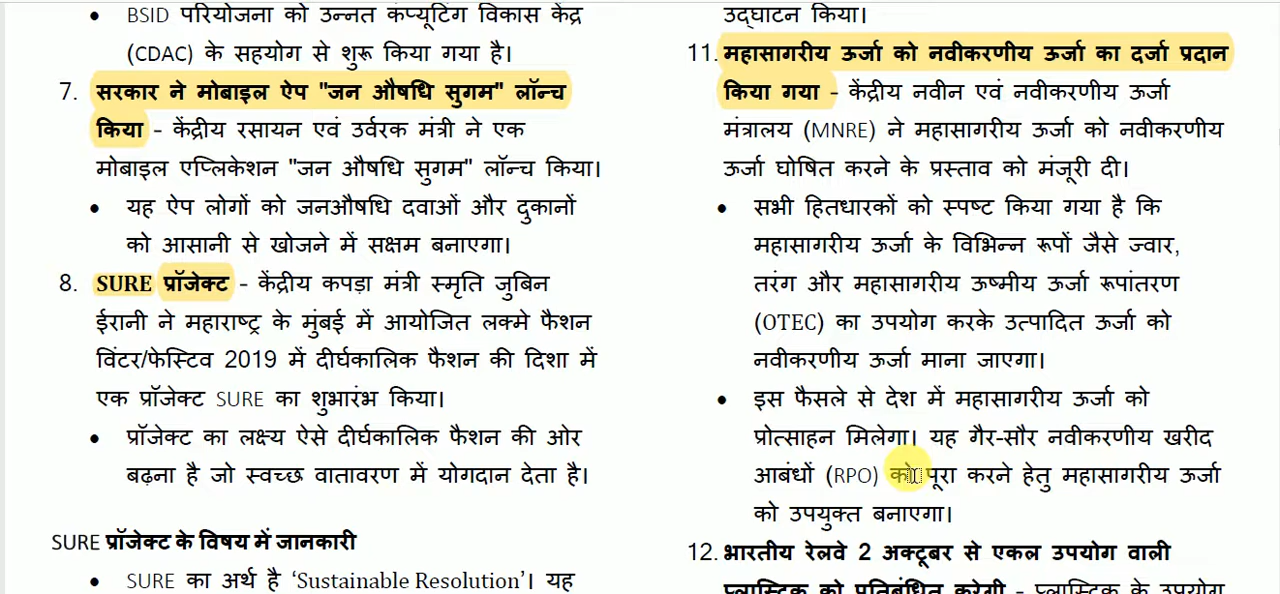 • BSID परियोजना को उन्नत कंप्यूटिंग विकास केंद्र
(CDAC) के सहयोग से शुरू किया गया है।
7. सरकार ने मोबाइल ऐप "जन औषधि सुगम" लॉन्च
किया - केंद्रीय रसायन एवं उर्वरक मंत्री ने एक
मोबाइल एप्लिकेशन "जन औषधि सुगम" लॉन्च किया।
• यह ऐप लोगों को जनऔषधि दवाओं और दुकानों
को आसानी से खोजने में सक्षम बनाएगा।
8. SURE प्रॉजेक्ट - केंद्रीय कपड़ा मंत्री स्मृति जुबिन
ईरानी ने महाराष्ट्र के मुंबई में आयोजित लक्मे फैशन
विंटर/फेस्टिव 2019 में दीर्घकालिक फैशन की दिशा में
एक प्रॉजेक्ट SURE का शुभारंभ किया।
• प्रॉजेक्ट का लक्ष्य ऐसे दीर्घकालिक फैशन की ओर
बढ़ना है जो स्वच्छ वातावरण में योगदान देता है।
SURE प्रॉजेक्ट के विषय में जानकारी
• SURE का अर्थ है ‘Sustainable Resolution’। यह
उद्घाटन किया।
11. महासागरीय ऊर्जा को नवीकरणीय ऊर्जा का दर्जा प्रदान
किया गया - केंद्रीय नवीन एवं नवीकरणीय ऊर्जा
मंत्रालय (MNRE) ने महासागरीय ऊर्जा को नवीकरणीय
ऊर्जा घोषित करने के प्रस्ताव को मंजूरी दी।
• सभी हितधारकों को स्पष्ट किया गया है कि
महासागरीय ऊर्जा के विभिन्न रूपों जैसे ज्वार,
तरंग और महासागरीय ऊष्मीय ऊर्जा रूपांतरण
(OTEC) का उपयोग करके उत्पादित ऊर्जा को
नवीकरणीय ऊर्जा माना जाएगा।
• इस फैसले से देश में महासागरीय ऊर्जा को
प्रोत्साहन मिलेगा। यह गैर-सौर नवीकरणीय खरीद
आबंधों (RPO) को पूरा करने हेतु महासागरीय ऊर्जा
को उपयुक्त बनाएगा।
12. भारतीय रेलवे 2 अक्टूबर से एकल उपयोग वाली
प्लास्टिक को प्रतिबंधित करेगी - प्लास्टिक के उपयोग